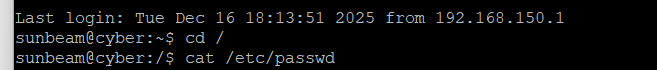 Last login: Tue Dec 16 18:13:51 2025 from 192.168.150.1
sunbeam@cyber:~$ cd /
sunbeam@cyber:/$ cat /etc/passwd